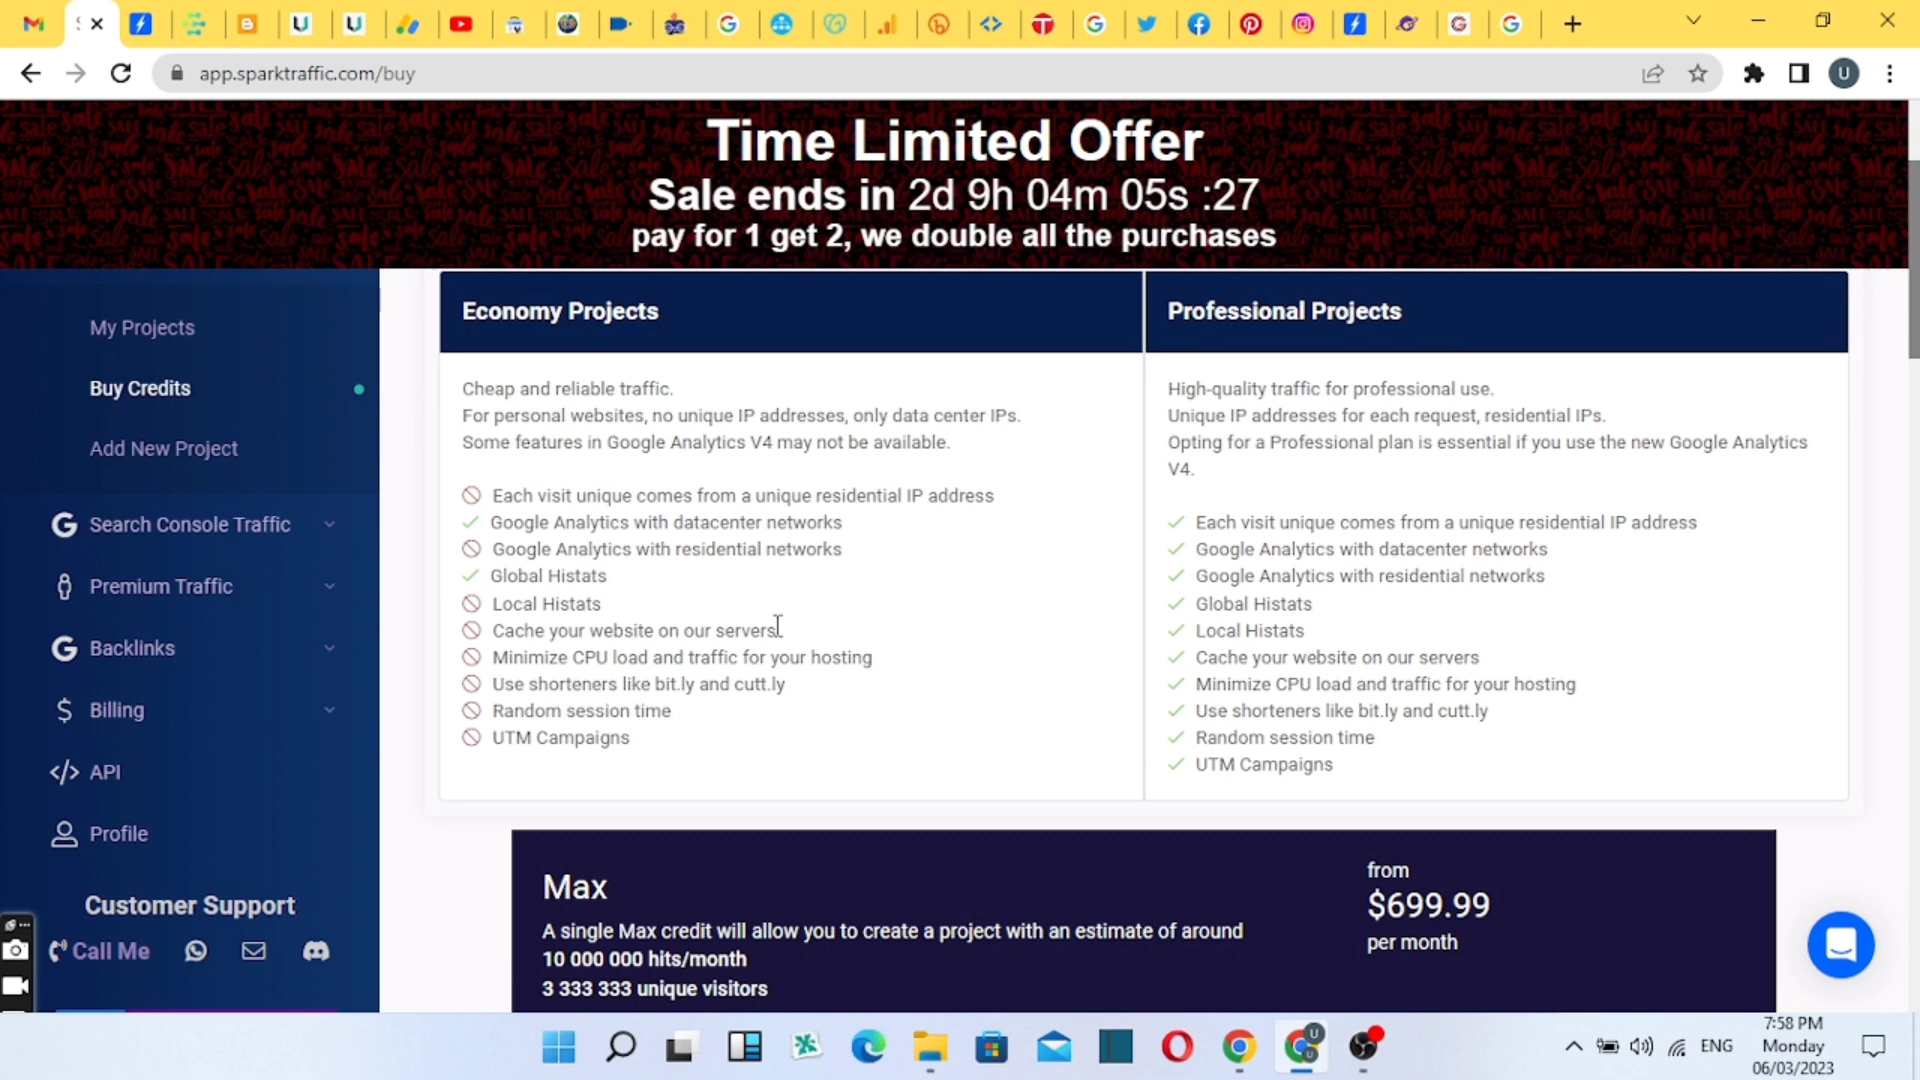 app.sparktraffic.com/buy
U
Time Limited Offer
Sale ends in 2d 9h 04m 05s :27
pay for 1 get 2, we double all the purchases
My Projects
Buy Credits
Add New Project
Search Console Traffic
Premium Traffic
Backlinks
Billing
API
Profile
Customer Support
Call Me
Economy Projects
Cheap and reliable traffic.
For personal websites, no unique IP addresses, only data center IPs.
Some features in Google Analytics V4 may not be available.
Each visit unique comes from a unique residential IP address
Google Analytics with datacenter networks
Google Analytics with residential networks
Global Histats
Local Histats
Cache your website on our servers
Minimize CPU load and traffic for your hosting
Use shorteners like bit.ly and cutt.ly
Random session time
UTM Campaigns
Professional Projects
High-quality traffic for professional use.
Unique IP addresses for each request, residential IPs.
Opting for a Professional plan is essential if you use the new Google Analytics
V4.
Each visit unique comes from a unique residential IP address
Google Analytics with datacenter networks
Google Analytics with residential networks
Global Histats
Local Histats
Cache your website on our servers
Minimize CPU load and traffic for your hosting
Use shorteners like bit.ly and cutt.ly
Random session time
UTM Campaigns
Max
A single Max credit will allow you to create a project with an estimate of around
10 000 000 hits/month
3 333 333 unique visitors
from
$699.99
per month
ENG
7:58 PM
Monday
06/03/2023